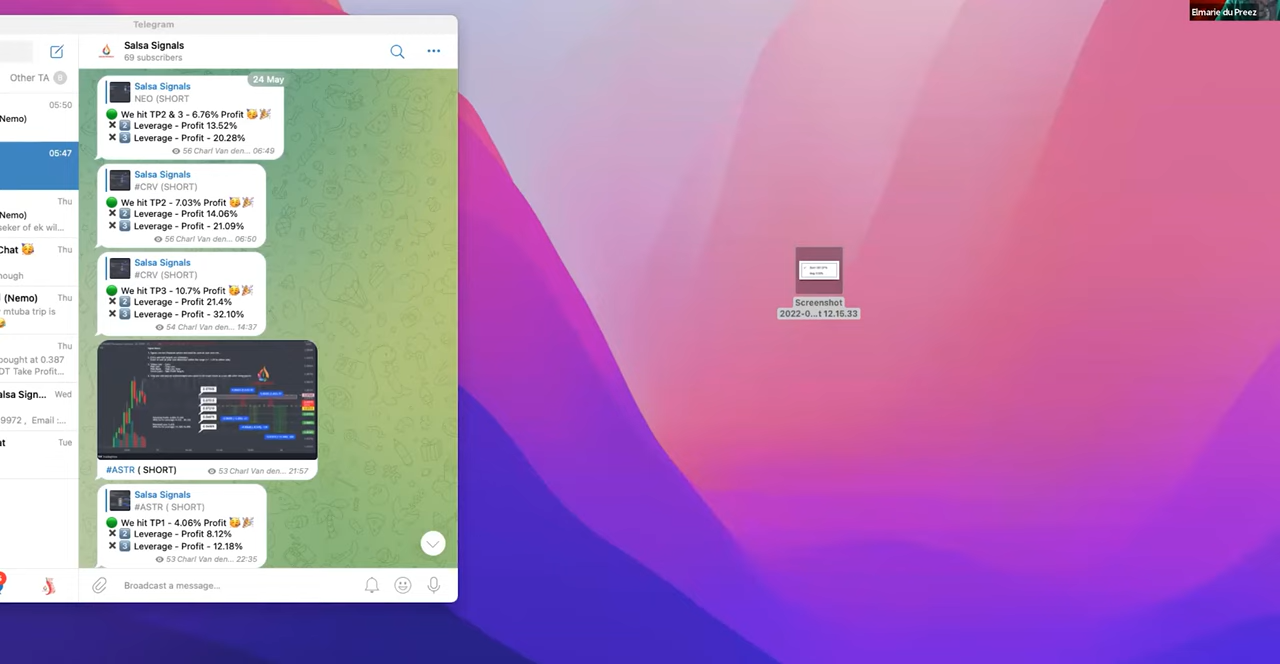 Elmarie du Preez
Telegram
Salsa Signals
69 subscribers
Other TA 8
05:50
Nemo)
05:47
Thu
Nemo)
seeker of ek wil...
Chat 🥳 Thu
hough
(Nemo) Thu
r mtuba trip is
Thu
bought at 0.387
OT Take Profit...
alsa Sign... Wed
9972 , Email :...
at Tue
24 May
Salsa Signals
NEO (SHORT
🟢 We hit TP2 & 3 - 6.76% Profit 🥳🎉
✖️ 2️⃣ Leverage - Profit 13.52%
✖️ 3️⃣ Leverage - Profit - 20.28%
56 Charl Van den... 06:49
Salsa Signals
#CRV (SHORT)
🟢 We hit TP2 - 7.03% Profit 🥳🎉
✖️ 2️⃣ Leverage - Profit 14.06%
✖️ 3️⃣ Leverage - Profit - 21.09%
56 Charl Van den... 06:50
Salsa Signals
#CRV (SHORT)
🟢 We hit TP3 - 10.7% Profit 🥳🎉
✖️ 2️⃣ Leverage - Profit 21.4%
✖️ 3️⃣ Leverage - Profit - 32.10%
54 Charl Van den... 14:37
#ASTR ( SHORT)
53 Charl Van den... 21:57
Salsa Signals
#ASTR ( SHORT)
🟢 We hit TP1 - 4.06% Profit 🥳🎉
✖️ 2️⃣ Leverage - Profit 8.12%
✖️ 3️⃣ Leverage - Profit - 12.18%
53 Charl Van den... 22:35
Broadcast a message...
Screenshot
2022-0...t 12.15.33